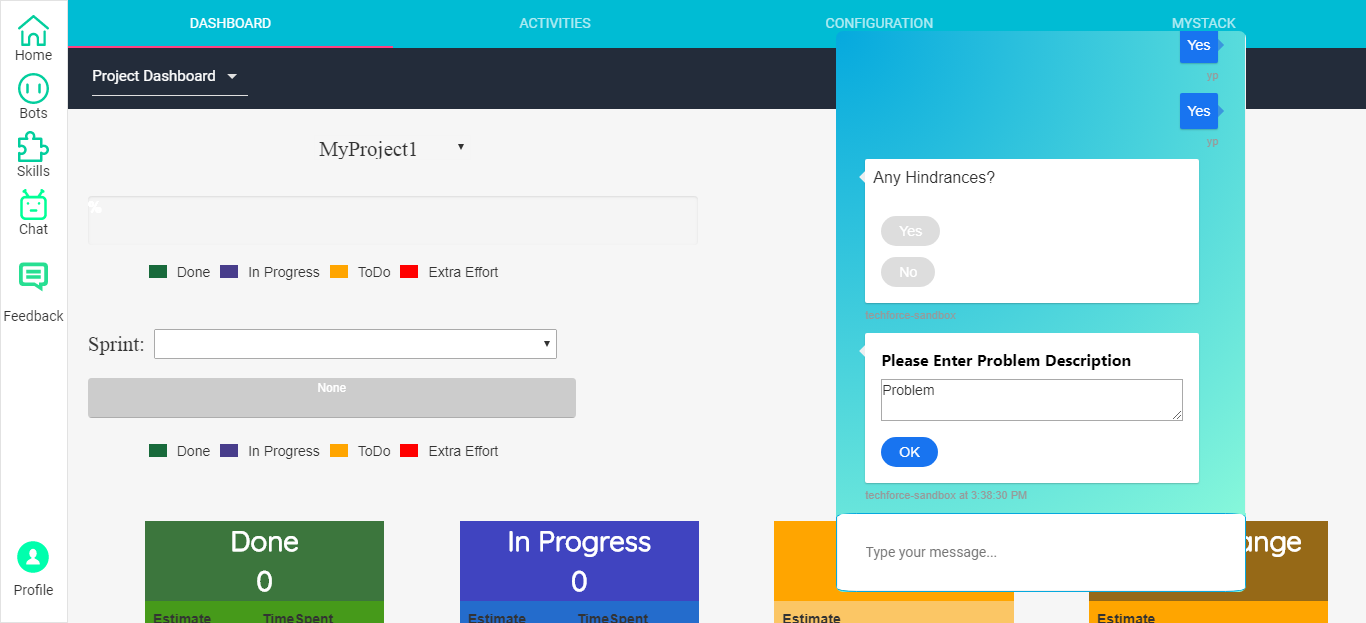 DASHBOARD
ACTIVITIES
CONFIGURATION
MYSTACK
Home
Bots
Skills
Chat
Feedback
Profile
Project Dashboard
MyProject1
%
Done
In Progress
ToDo
Extra Effort
Sprint:
None
Done
In Progress
ToDo
Extra Effort
Done
0
Estimate
TimeSpent
In Progress
0
Estimate
TimeSpent
Estimate
ange
Estimate
Yes
yp
Yes
yp
Any Hindrances?
Yes
No
techforce-sandbox
Please Enter Problem Description
Problem
OK
techforce-sandbox at 3:38:30 PM
Type your message...